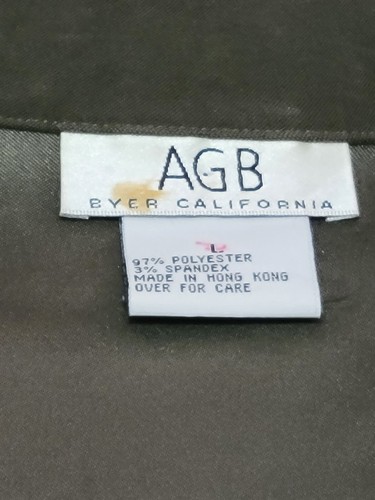 AGB
BYER CALIFORNIA
L
97% POLYESTER
3% SPANDEX
MADE IN HONG KONG
OVER FOR CARE